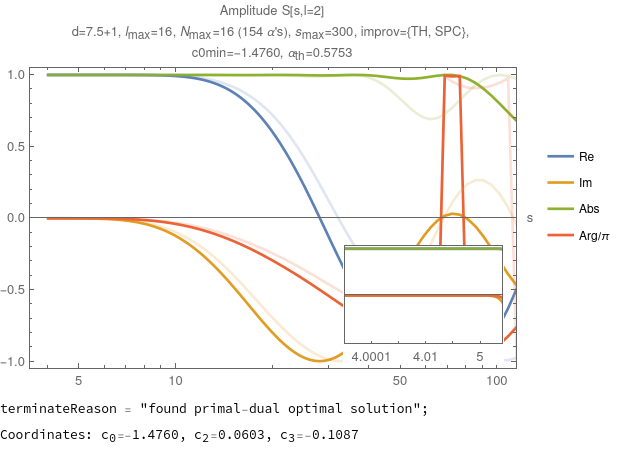 Amplitude S[s,l=2]
d=7.5+1, lmax=16, Nmax=16 (154 α's), smax=300, improv={TH, SPC},
c0min=−1.4760, αth=0.5753
1.0
0.5
0.0
−0.5
−1.0
s
5
10
50
100
4.0001
4.01
5
Re
Im
Abs
Arg/π
terminateReason = "found primal-dual optimal solution";
Coordinates: c0=-1.4760, c2=0.0603, c3=-0.1087